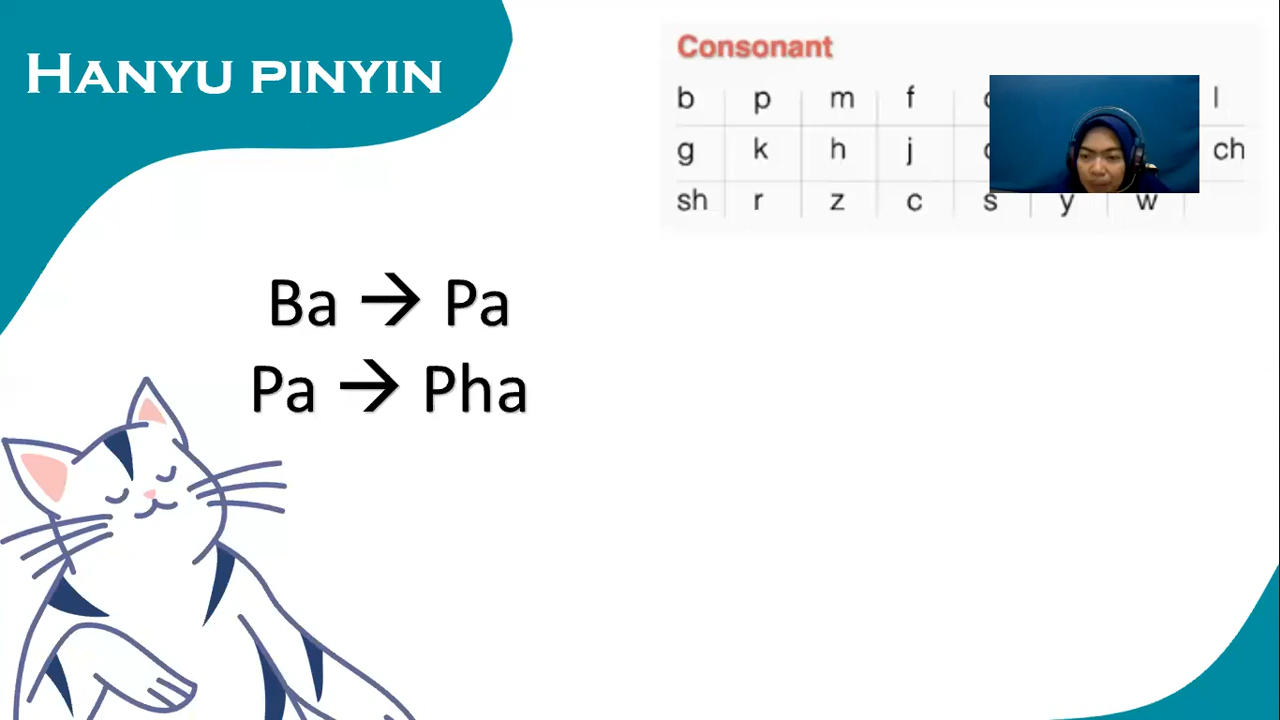 HANYU PINYIN
Consonant
b p m f l
g k h j ch
sh r z c s y w
Ba → Pa
Pa → Pha